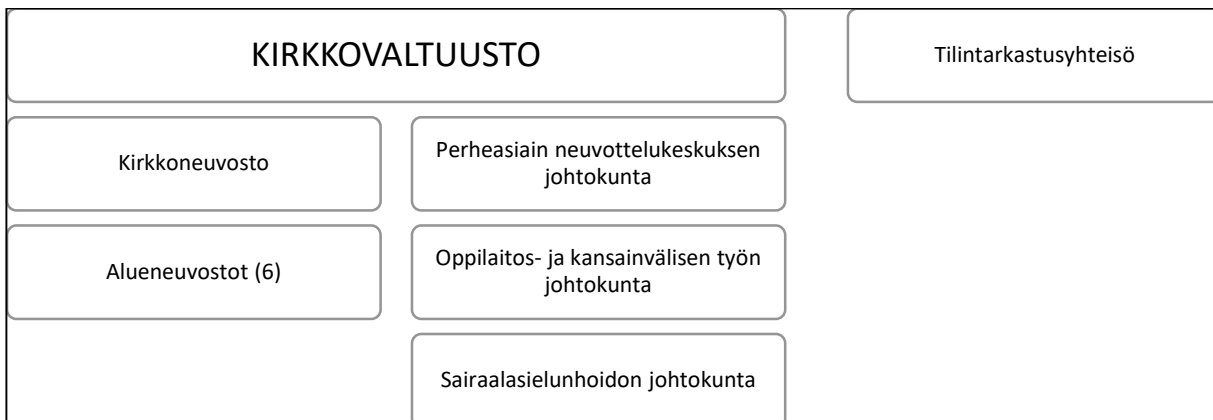 KIRKKOVALTUUSTO
Tilintarkastusyhteisö
Kirkkoneuvosto
Perheasiain neuvottelukeskuksen
johtokunta
Alueneuvostot (6)
Oppilaitos- ja kansainvälisen työn
johtokunta
Sairaalasielunhoidon johtokunta